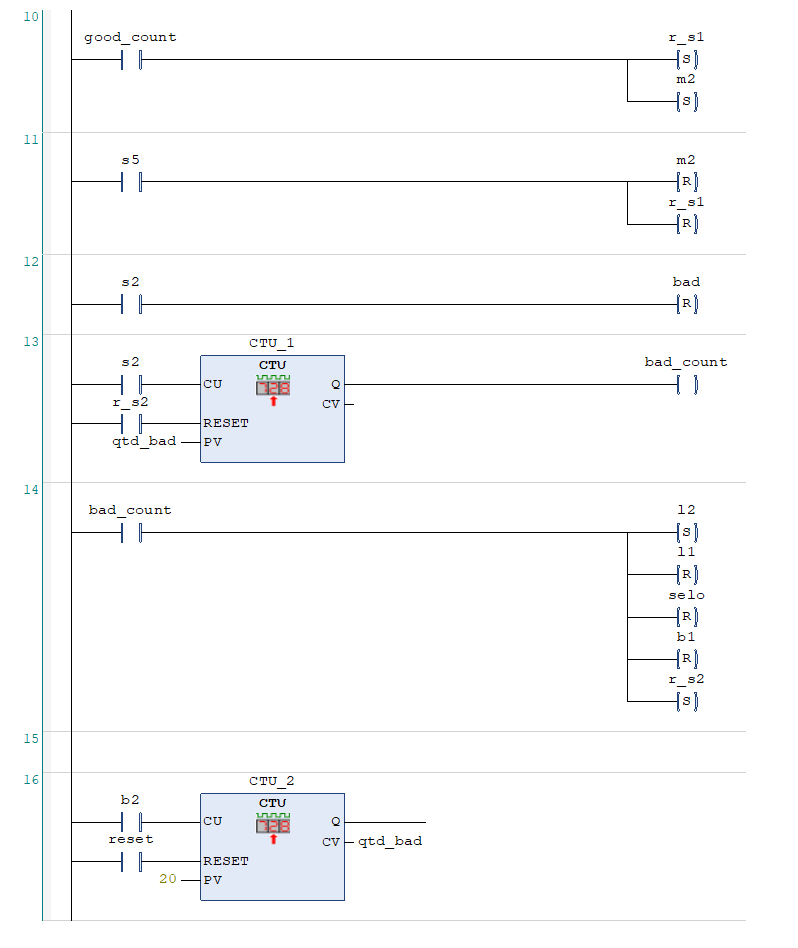 10
good_count r_s1
S
m2
S
11
s5 m2
R
r_s1
R
12
s2 bad
R
13
CTU_1
s2 CTU bad_count
CU Q
r_s2 CV
RESET
qtd_bad PV
14
bad_count l2
S
l1
R
selo
R
b1
R
r_s2
S
15
16
CTU_2
b2 CTU
CU Q
reset CV qtd_bad
RESET
20 PV